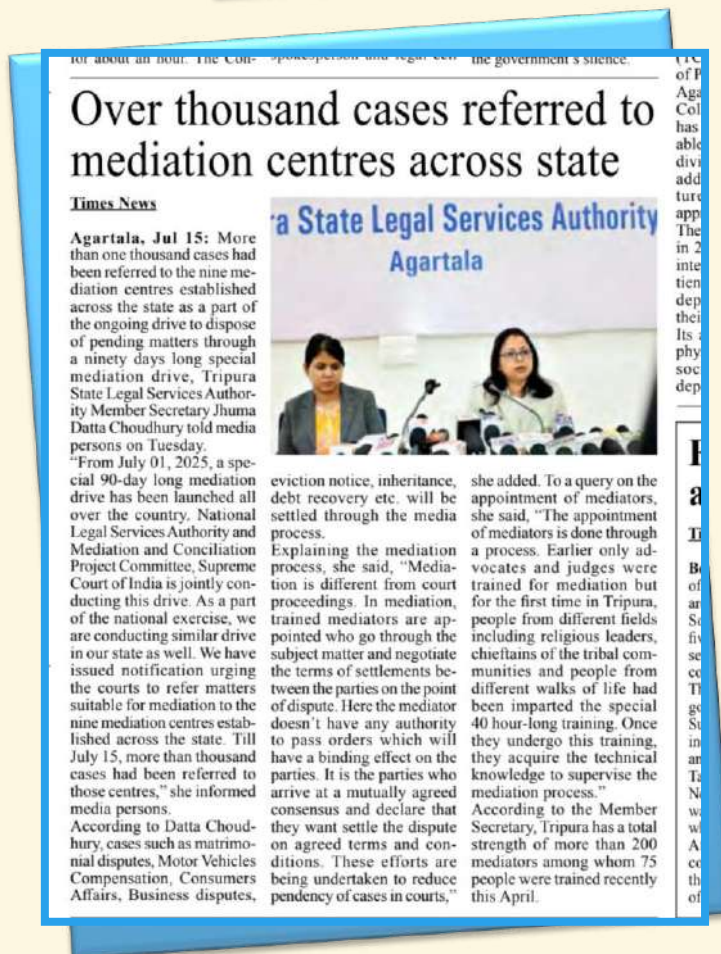 for about an hour. The Con-
the government's silence.
Over thousand cases referred to
mediation centres across state
Times News
Agartala, Jul 15: More
than one thousand cases had
been referred to the nine me-
diation centres established
across the state as a part of
the ongoing drive to dispose
of pending matters through
a ninety days long special
mediation drive, Tripura
State Legal Services Author-
ity Member Secretary Jhuma
Datta Choudhury told media
persons on Tuesday.
"From July 01, 2025, a spe-
cial 90-day long mediation
drive has been launched all
over the country. National
Legal Services Authority and
Mediation and Conciliation
Project Committee, Supreme
Court of India is jointly con-
ducting this drive. As a part
of the national exercise, we
are conducting similar drive
in our state as well. We have
issued notification urging
the courts to refer matters
suitable for mediation to the
nine mediation centres estab-
lished across the state. Till
July 15, more than thousand
cases had been referred to
those centres," she informed
media persons.
According to Datta Choud-
hury, cases such as matrimo-
nial disputes, Motor Vehicles
Compensation, Consumers
Affairs, Business disputes,
a State Legal Services Authority
Agartala
eviction notice, inheritance,
debt recovery etc. will be
settled through the media
process.
Explaining the mediation
process, she said, "Media-
tion is different from court
proceedings. In mediation,
trained mediators are ap-
pointed who go through the
subject matter and negotiate
the terms of settlements be-
tween the parties on the point
of dispute. Here the mediator
doesn't have any authority
to pass orders which will
have a binding effect on the
parties. It is the parties who
arrive at a mutually agreed
consensus and declare that
they want settle the dispute
on agreed terms and con-
ditions. These efforts are
being undertaken to reduce
pendency of cases in courts,"
she added. To a query on the
appointment of mediators,
she said, "The appointment
of mediators is done through
a process. Earlier only ad-
vocates and judges were
trained for mediation but
for the first time in Tripura,
people from different fields
including religious leaders,
chieftains of the tribal com-
munities and people from
different walks of life had
been imparted the special
40 hour-long training. Once
they undergo this training,
they acquire the technical
knowledge to supervise the
mediation process."
According to the Member
Secretary, Tripura has a total
strength of more than 200
mediators among whom 75
people were trained recently
this April.